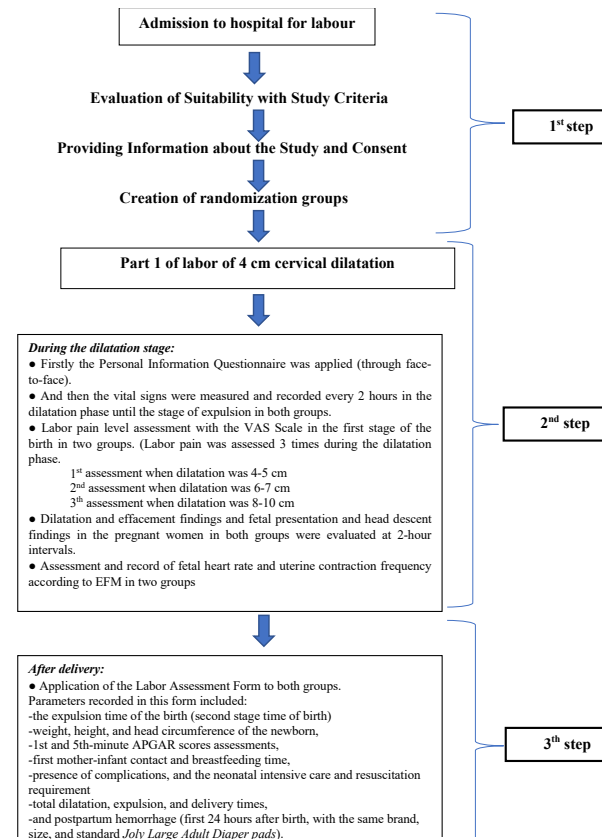 Admission to hospital for labour
Evaluation of Suitability with Study Criteria
Providing Information about the Study and Consent
Creation of randomization groups
1st step
Part 1 of labor of 4 cm cervical dilatation
During the dilatation stage:
● Firstly the Personal Information Questionnaire was applied (through face-
to-face).
● And then the vital signs were measured and recorded every 2 hours in the
dilatation phase until the stage of expulsion in both groups.
● Labor pain level assessment with the VAS Scale in the first stage of the
birth in two groups. (Labor pain was assessed 3 times during the dilatation
phase.
1st assessment when dilatation was 4-5 cm
2nd assessment when dilatation was 6-7 cm
3th assessment when dilatation was 8-10 cm
● Dilatation and effacement findings and fetal presentation and head descent
findings in the pregnant women in both groups were evaluated at 2-hour
intervals.
● Assessment and record of fetal heart rate and uterine contraction frequency
according to EFM in two groups
2nd step
After delivery:
● Application of the Labor Assessment Form to both groups.
Parameters recorded in this form included:
-the expulsion time of the birth (second stage time of birth)
-weight, height, and head circumference of the newborn,
-1st and 5th-minute APGAR scores assessments,
-first mother-infant contact and breastfeeding time,
-presence of complications, and the neonatal intensive care and resuscitation
requirement
-total dilatation, expulsion, and delivery times,
-and postpartum hemorrhage (first 24 hours after birth, with the same brand,
size, and standard Joly Large Adult Diaper pads).
3th step